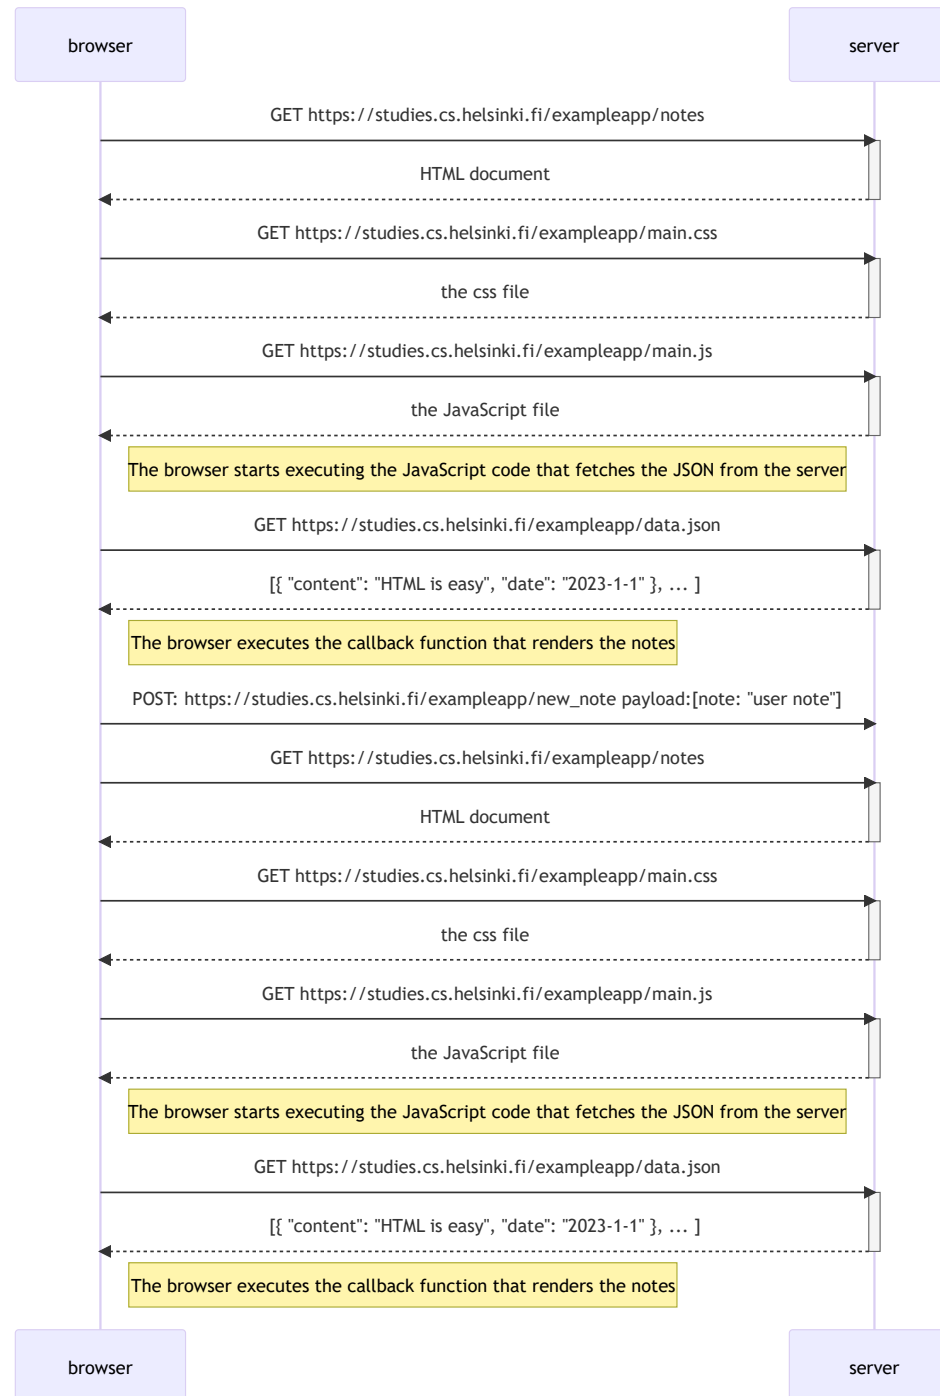 browser server
GET https://studies.cs.helsinki.fi/exampleapp/notes
HTML document
GET https://studies.cs.helsinki.fi/exampleapp/main.css
the css file
GET https://studies.cs.helsinki.fi/exampleapp/main.js
the JavaScript file
The browser starts executing the JavaScript code that fetches the JSON from the server
GET https://studies.cs.helsinki.fi/exampleapp/data.json
[{ "content": "HTML is easy", "date": "2023-1-1" }, ... ]
The browser executes the callback function that renders the notes
POST: https://studies.cs.helsinki.fi/exampleapp/new_note payload:[note: "user note"]
GET https://studies.cs.helsinki.fi/exampleapp/notes
HTML document
GET https://studies.cs.helsinki.fi/exampleapp/main.css
the css file
GET https://studies.cs.helsinki.fi/exampleapp/main.js
the JavaScript file
The browser starts executing the JavaScript code that fetches the JSON from the server
GET https://studies.cs.helsinki.fi/exampleapp/data.json
[{ "content": "HTML is easy", "date": "2023-1-1" }, ... ]
The browser executes the callback function that renders the notes
browser server